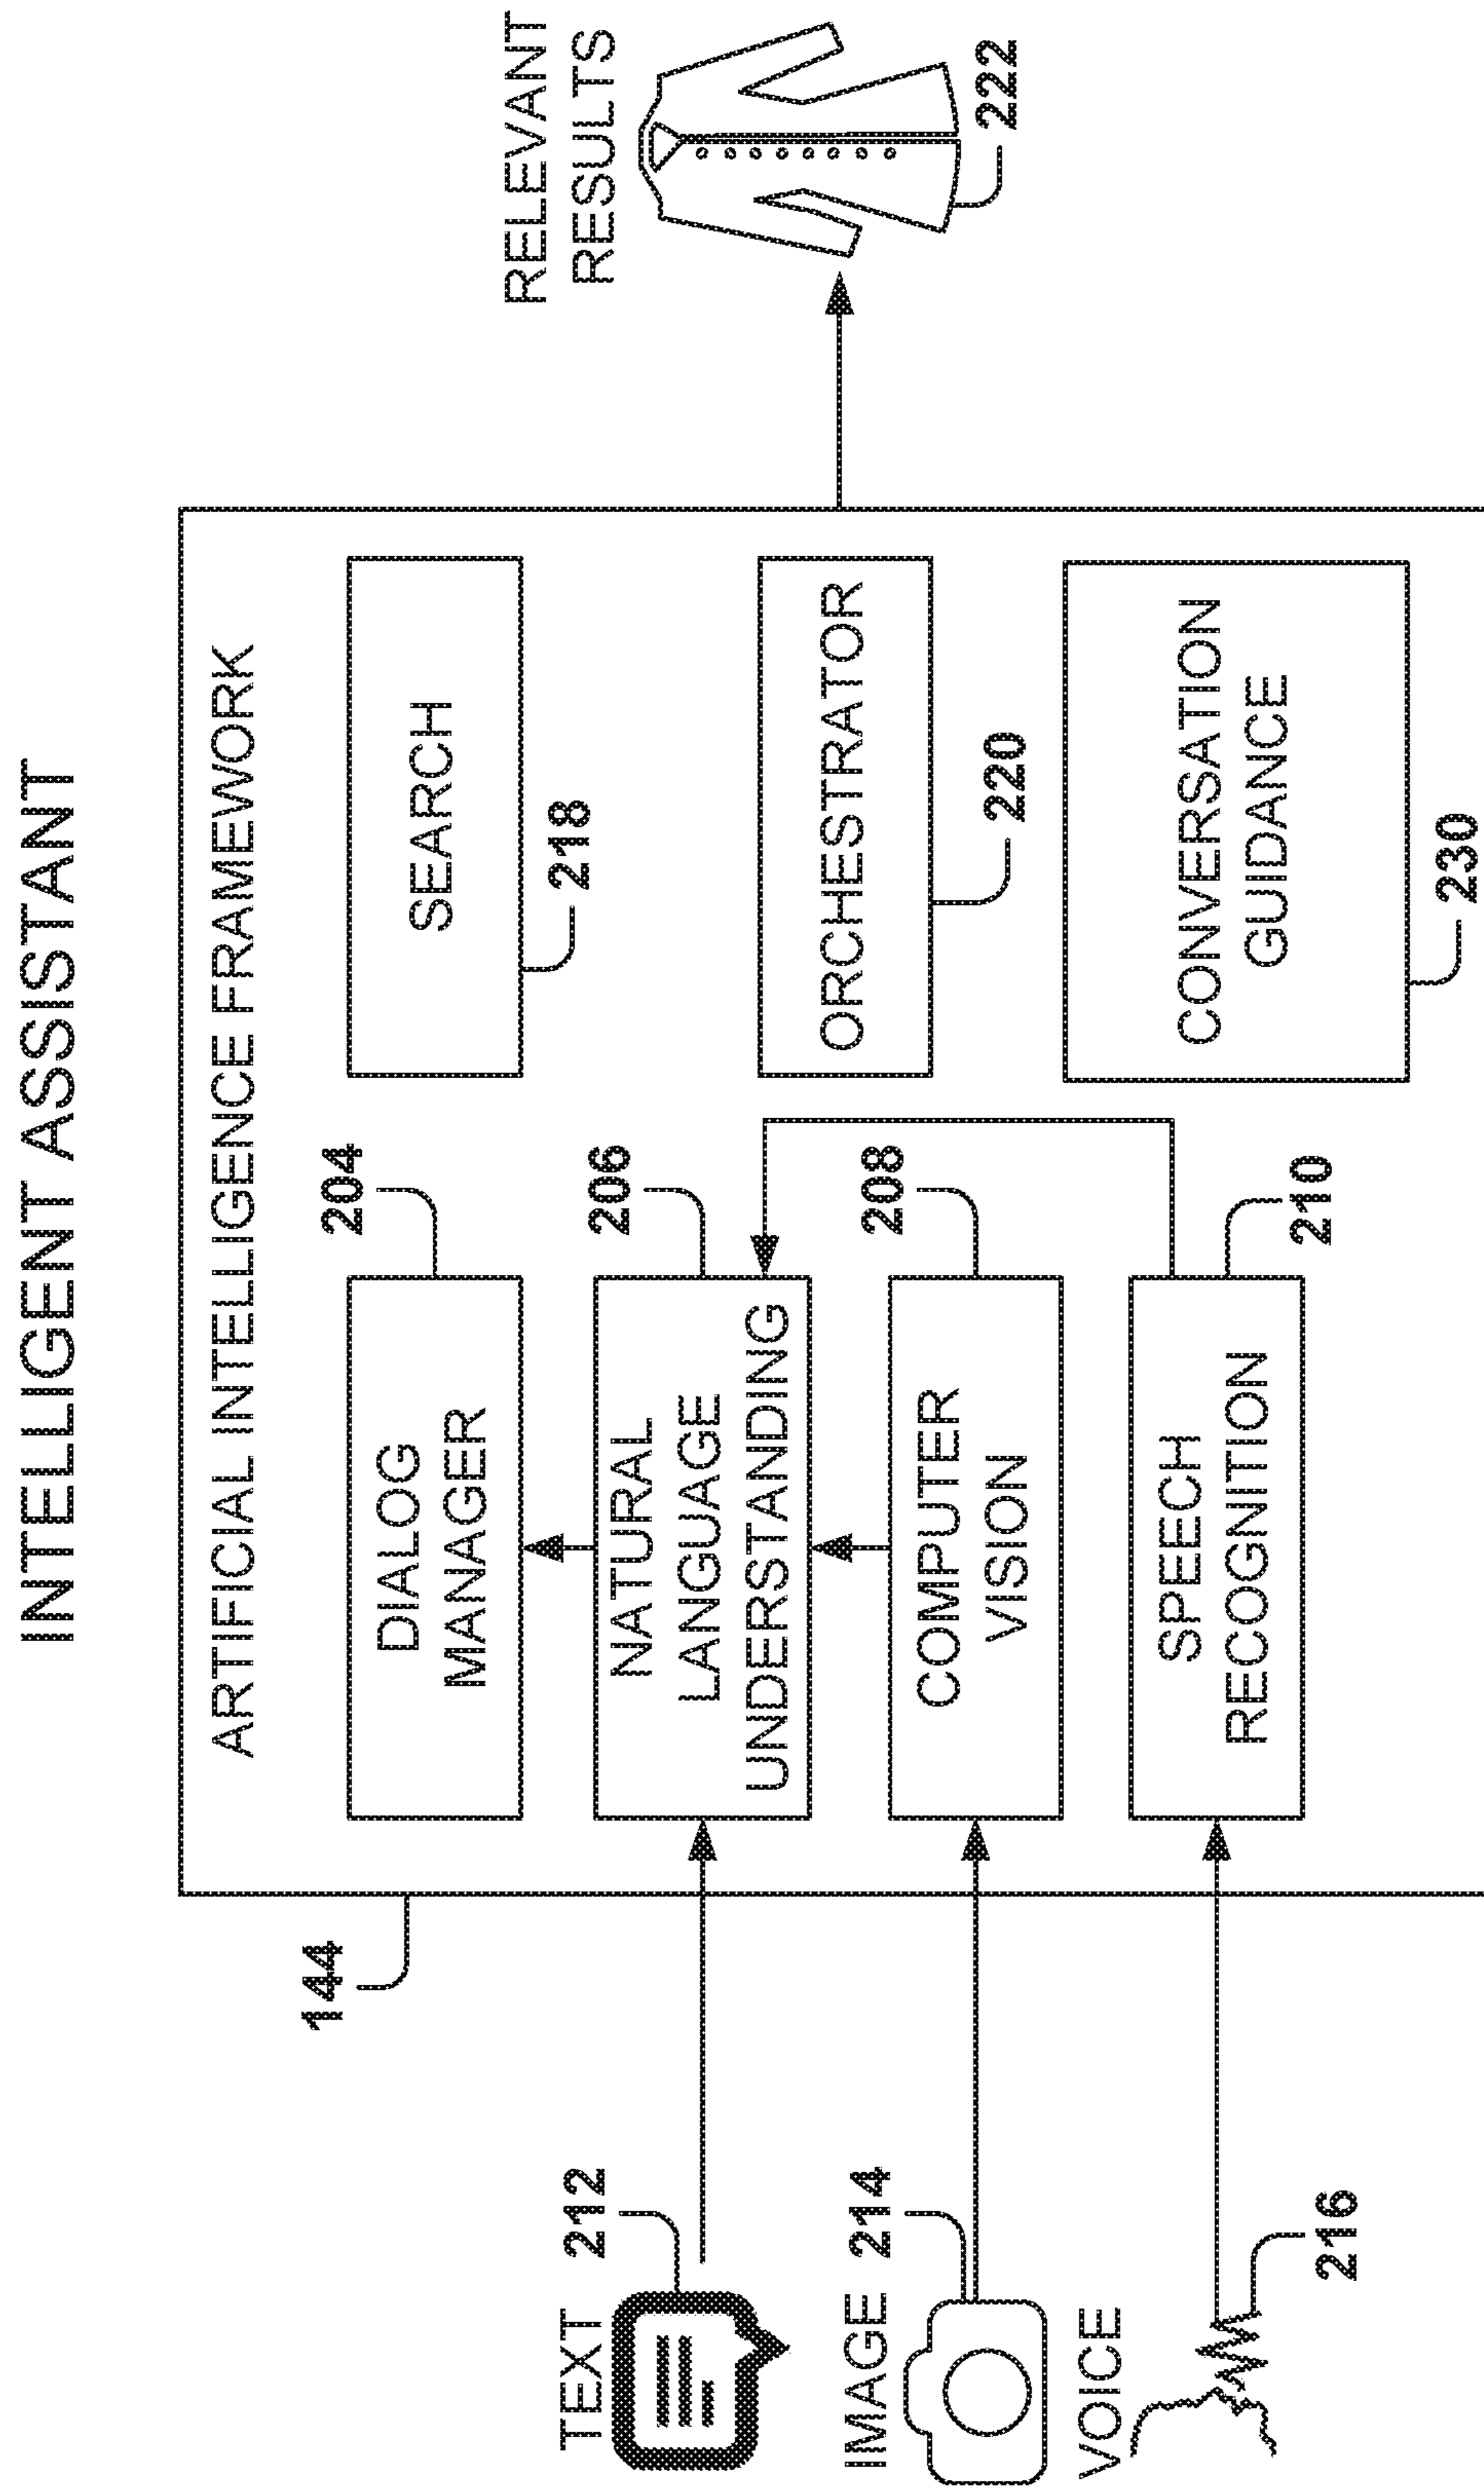 INTELLIGENT ASSISTANT
144
ARTIFICIAL INTELLIGENCE FRAMEWORK
204
DIALOG
MANAGER
SEARCH
218
TEXT
212
NATURAL
LANGUAGE
UNDERSTANDING
206
RELEVANT
RESULTS
222
IMAGE
214
COMPUTER
VISION
208
ORCHESTRATOR
220
VOICE
216
SPEECH
RECOGNITION
210
CONVERSATION
GUIDANCE
230